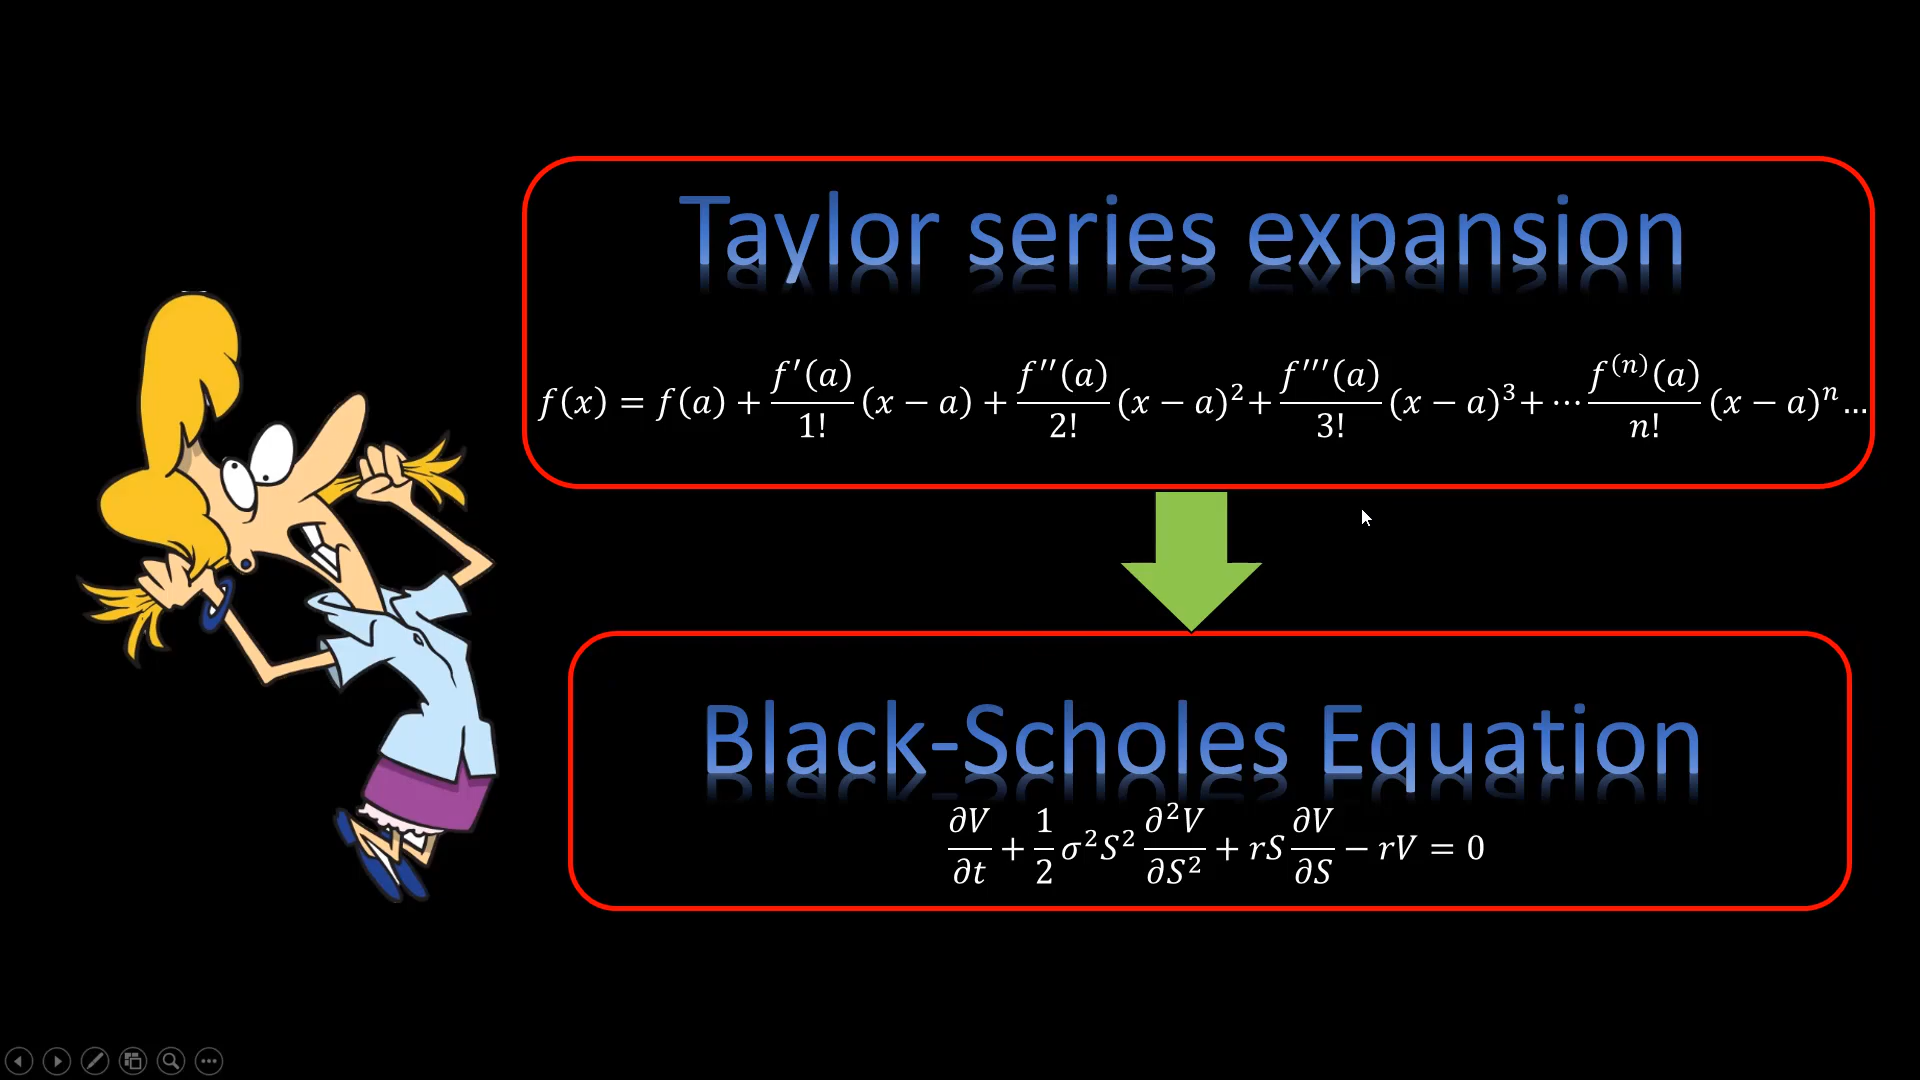 Taylor series expansion
f(x) = f(a) + f′(a)/1! (x − a) + f′′(a)/2! (x − a)² + f′′′(a)/3! (x − a)³ + ⋯ f⁽ⁿ⁾(a)/n! (x − a)ⁿ …
Black-Scholes Equation
∂V/∂t + 1/2 σ²S² ∂²V/∂S² + rS ∂V/∂S − rV = 0